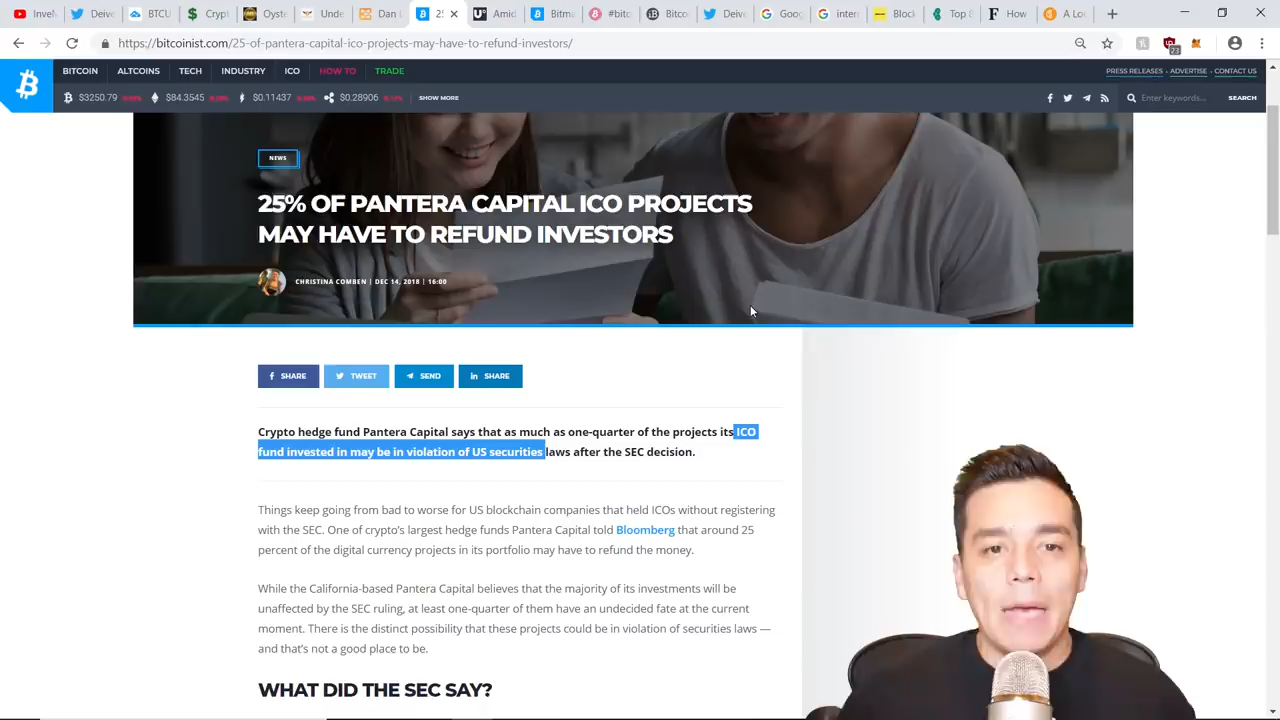 DiveN
BTCU
Crypt
Oyste
Unde
Dan L
25
Amid
Bitma
#bitc
Bitco
Divel
Goog
inter
Block
Top 8
How
A Loc
https://bitcoinist.com/25-of-pantera-capital-ico-projects-may-have-to-refund-investors/
23
BITCOIN ALTCOINS TECH INDUSTRY ICO HOW TO TRADE
PRESS RELEASES - ADVERTISE - CONTACT US
$3250.79 $84.3545 $0.11437 $0.28906 SHOW MORE
Enter keywords... SEARCH
NEWS
25% OF PANTERA CAPITAL ICO PROJECTS
MAY HAVE TO REFUND INVESTORS
CHRISTINA COMBEN | DEC 14, 2018 | 16:00
SHARE TWEET SEND SHARE
Crypto hedge fund Pantera Capital says that as much as one-quarter of the projects its ICO
fund invested in may be in violation of US securities laws after the SEC decision.
Things keep going from bad to worse for US blockchain companies that held ICOs without registering
with the SEC. One of crypto's largest hedge funds Pantera Capital told Bloomberg that around 25
percent of the digital currency projects in its portfolio may have to refund the money.
While the California-based Pantera Capital believes that the majority of its investments will be
unaffected by the SEC ruling, at least one-quarter of them have an undecided fate at the current
moment. There is the distinct possibility that these projects could be in violation of securities laws —
and that's not a good place to be.
WHAT DID THE SEC SAY?